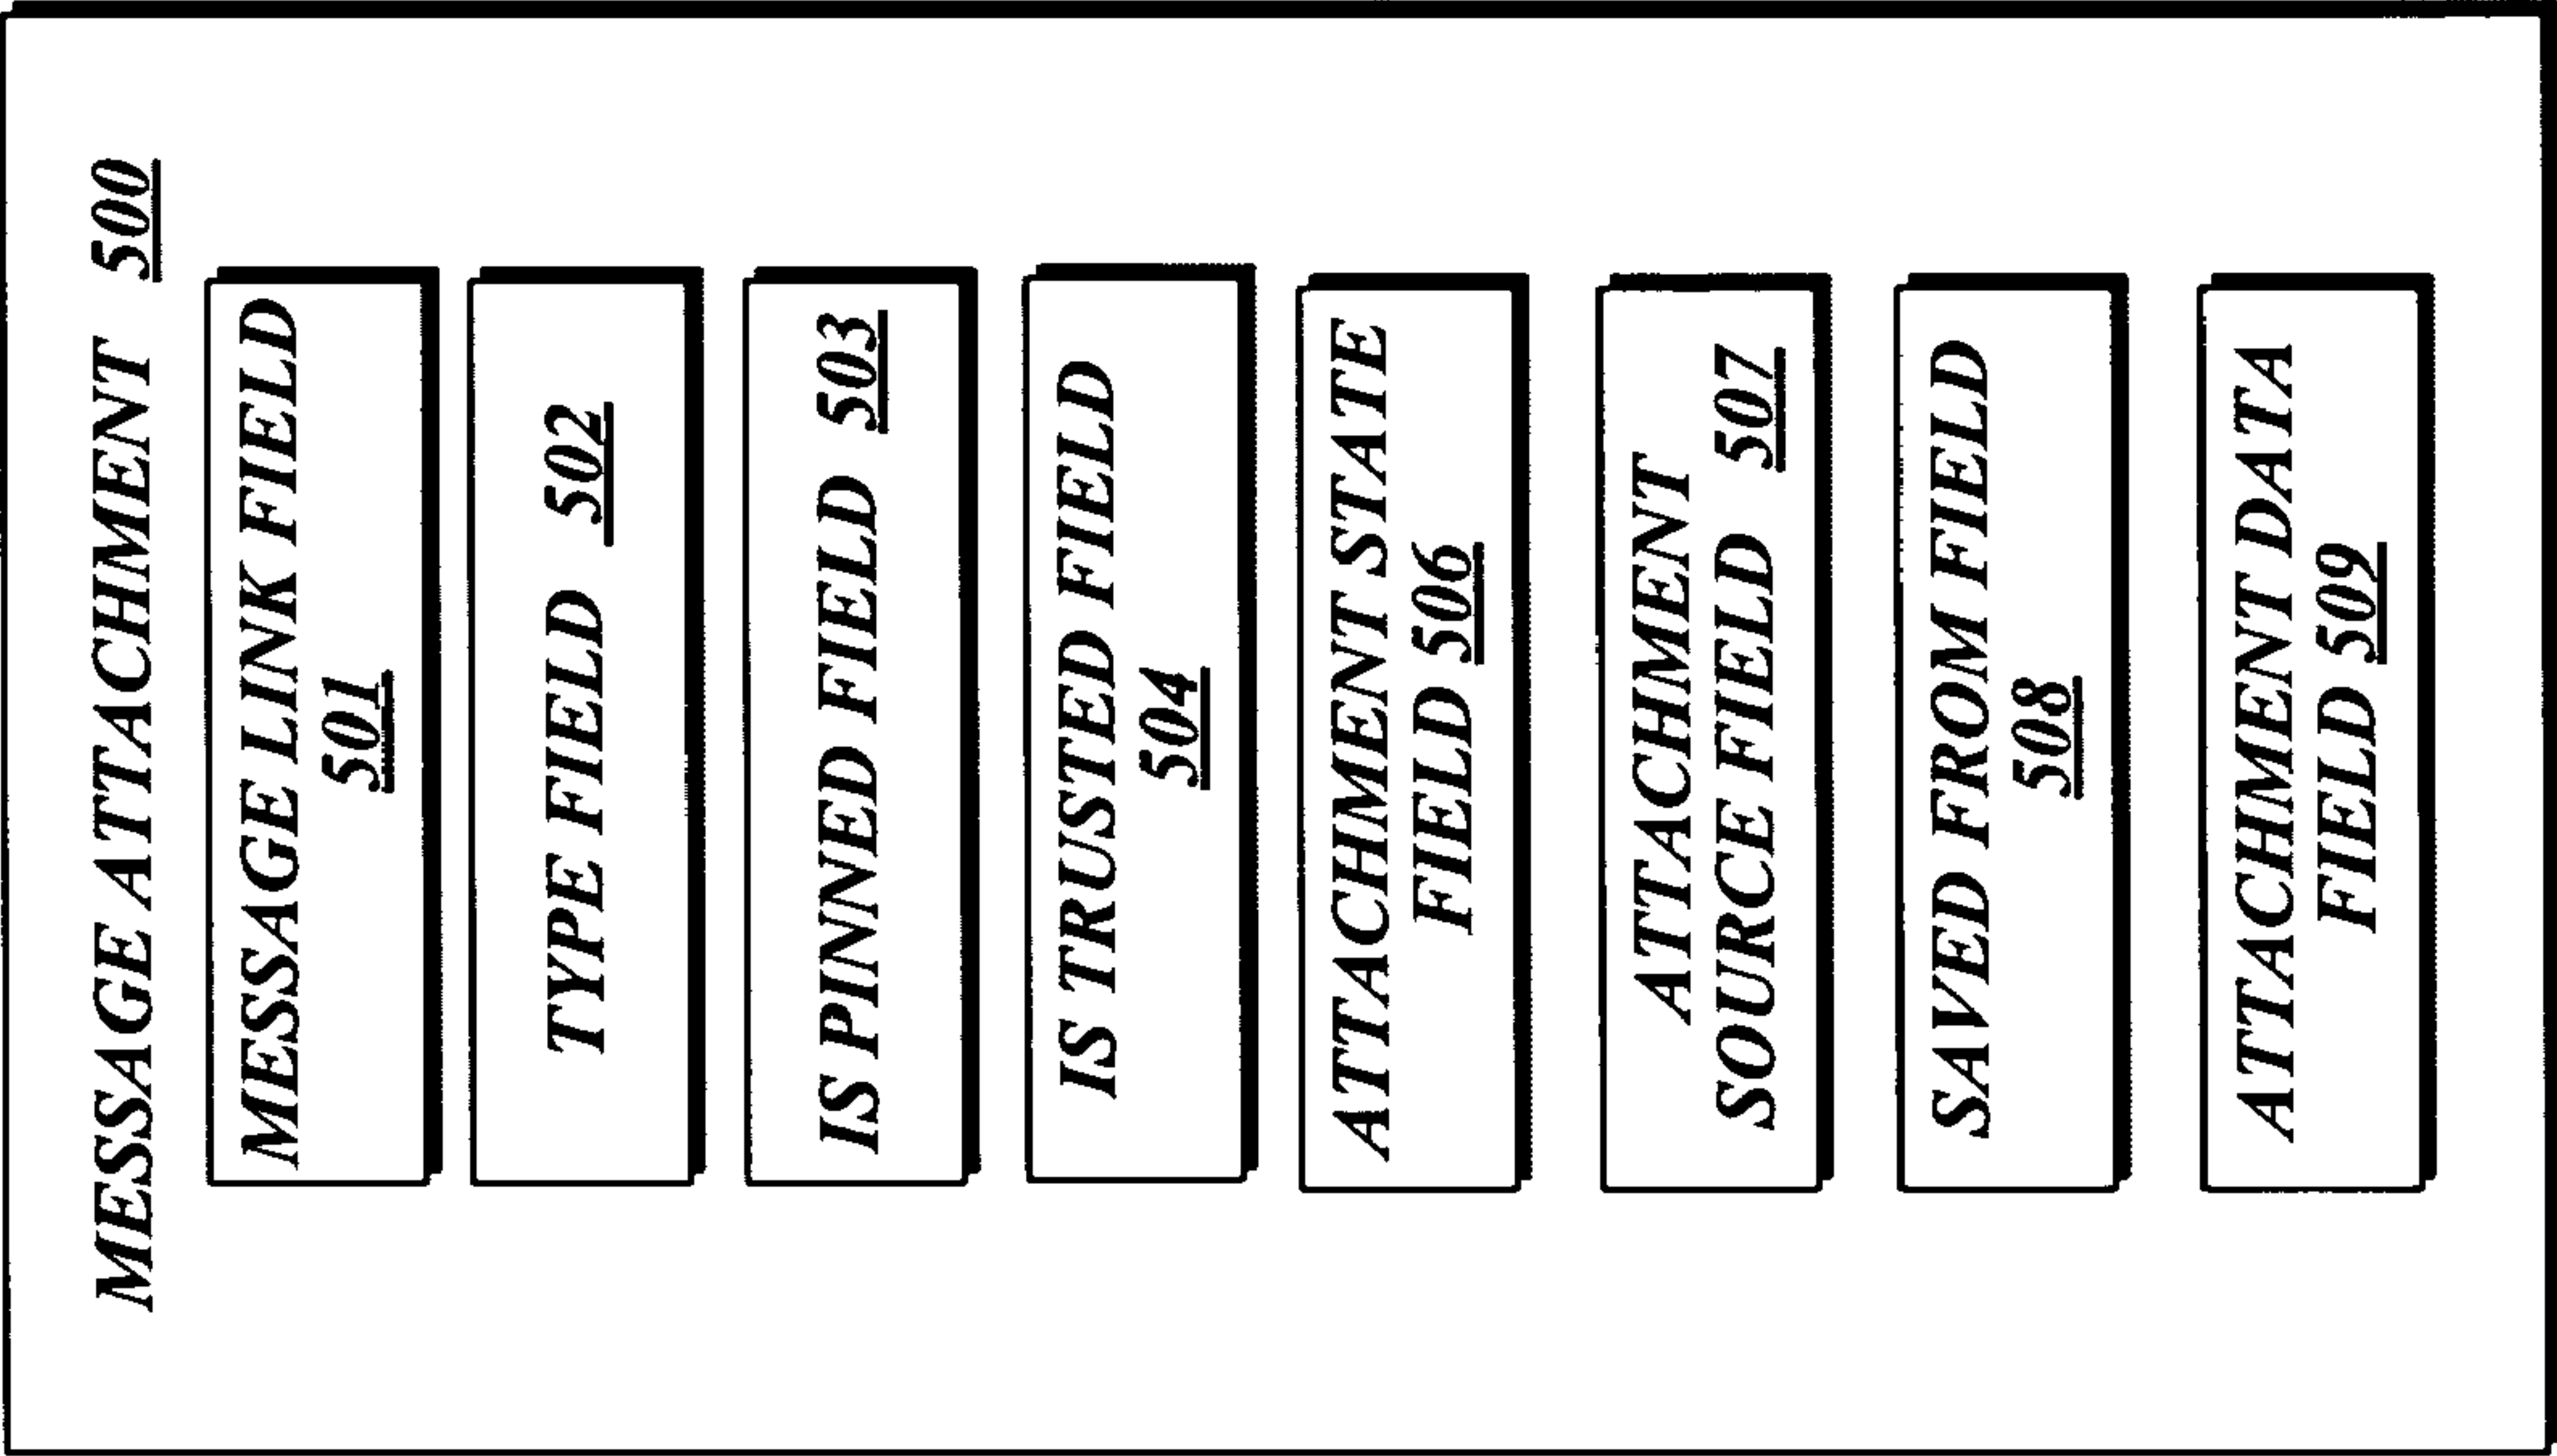 MESSAGE ATTACHMENT 500
MESSAGE LINK FIELD
501
TYPE FIELD 502
IS PINNED FIELD 503
IS TRUSTED FIELD
504
ATTACHMENT STATE
FIELD 506
ATTACHMENT
SOURCE FIELD 507
SAVED FROM FIELD
508
ATTACHMENT DATA
FIELD 509